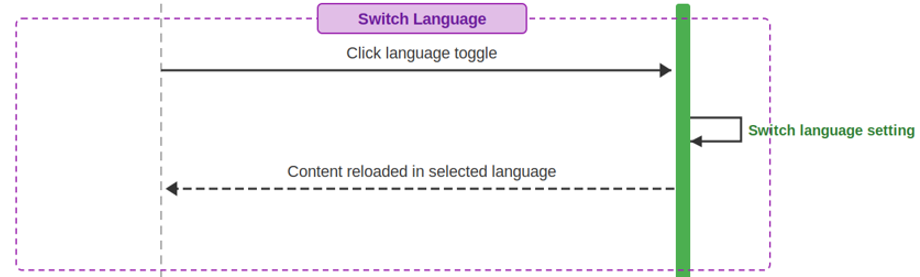 Switch Language
Click language toggle
Switch language setting
Content reloaded in selected language